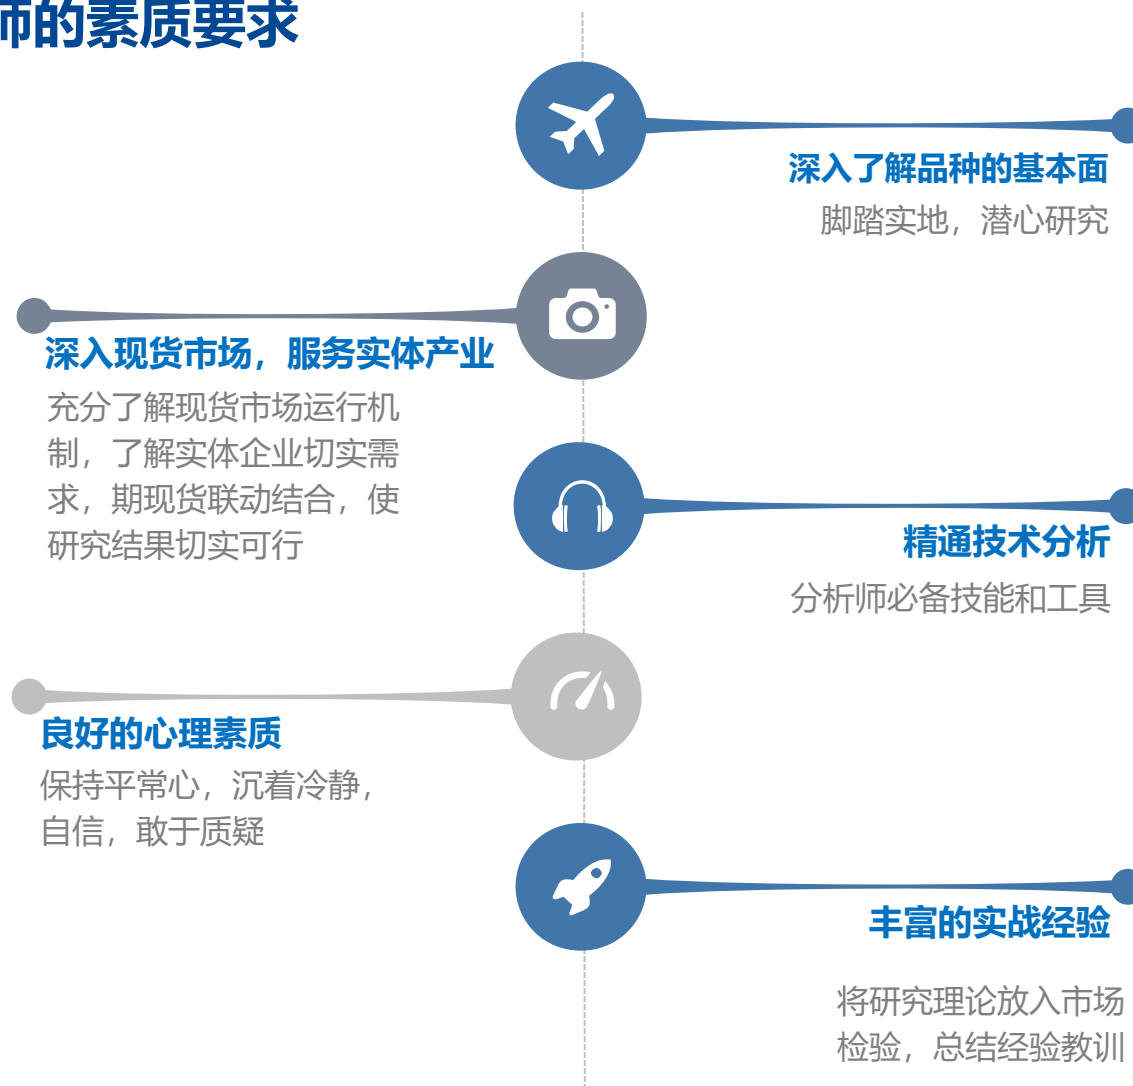 师的素质要求
深入了解品种的基本面
脚踏实地，潜心研究
深入现货市场，服务实体产业
充分了解现货市场运行机
制，了解实体企业切实需
求，期现货联动结合，使
研究结果切实可行
精通技术分析
分析师必备技能和工具
良好的心理素质
保持平常心，沉着冷静，
自信，敢于质疑
丰富的实战经验
将研究理论放入市场
检验，总结经验教训